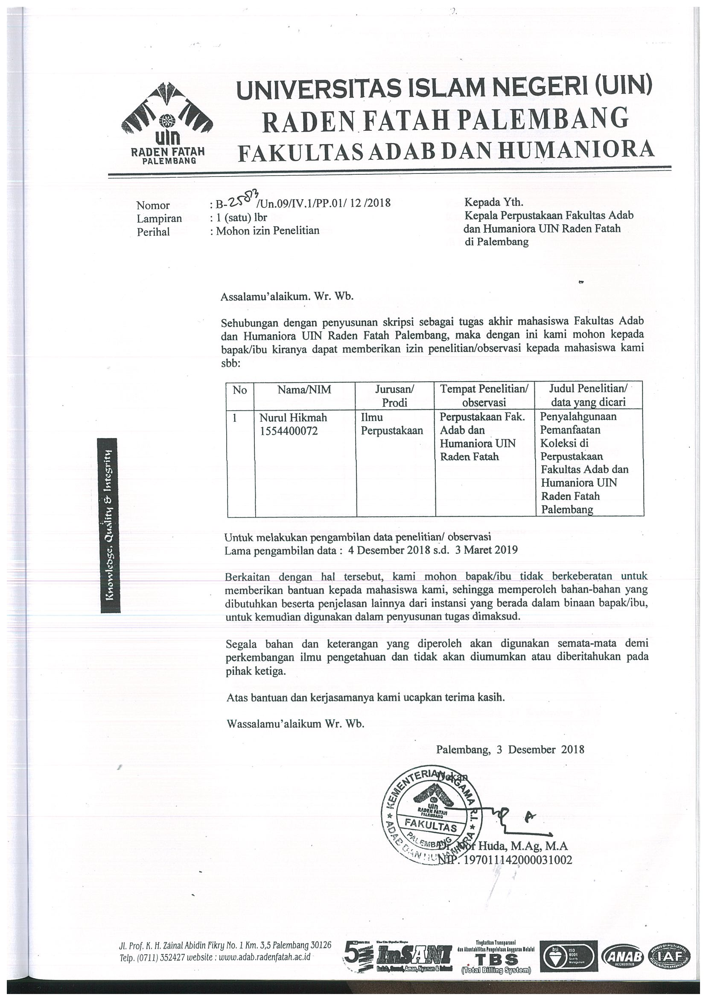 UNIVERSITAS ISLAM NEGERI (UIN)
RADEN FATAH PALEMBANG
FAKULTAS ADAB DAN HUMANIORA
uin
RADEN FATAH
PALEMBANG
Nomor : B-2583/Un.09/IV.1/PP.01/ 12 /2018
Lampiran : 1 (satu) lbr
Perihal : Mohon izin Penelitian
Kepada Yth.
Kepala Perpustakaan Fakultas Adab
dan Humaniora UIN Raden Fatah
di Palembang
Assalamu’alaikum. Wr. Wb.
Sehubungan dengan penyusunan skripsi sebagai tugas akhir mahasiswa Fakultas Adab
dan Humaniora UIN Raden Fatah Palembang, maka dengan ini kami mohon kepada
bapak/ibu kiranya dapat memberikan izin penelitian/observasi kepada mahasiswa kami
sbb:
No
Nama/NIM
Jurusan/
Prodi
Tempat Penelitian/
observasi
Judul Penelitian/
data yang dicari
1
Nurul Hikmah
1554400072
Ilmu
Perpustakaan
Perpustakaan Fak.
Adab dan
Humaniora UIN
Raden Fatah
Penyalahgunaan
Pemanfaatan
Koleksi di
Perpustakaan
Fakultas Adab dan
Humaniora UIN
Raden Fatah
Palembang
Knowledge, Quality & Integrity
Untuk melakukan pengambilan data penelitian/ observasi
Lama pengambilan data : 4 Desember 2018 s.d. 3 Maret 2019
Berkaitan dengan hal tersebut, kami mohon bapak/ibu tidak berkeberatan untuk
memberikan bantuan kepada mahasiswa kami, sehingga memperoleh bahan-bahan yang
dibutuhkan beserta penjelasan lainnya dari instansi yang berada dalam binaan bapak/ibu,
untuk kemudian digunakan dalam penyusunan tugas dimaksud.
Segala bahan dan keterangan yang diperoleh akan digunakan semata-mata demi
perkembangan ilmu pengetahuan dan tidak akan diumumkan atau diberitahukan pada
pihak ketiga.
Atas bantuan dan kerjasamanya kami ucapkan terima kasih.
Wassalamu’alaikum Wr. Wb.
Palembang, 3 Desember 2018
Dekan
KEMENTERIAN AGAMA R.I.
uin
RADEN FATAH
PALEMBANG
FAKULTAS
PALEMBANG
ADAB DAN HUMANIORA
Dr. Nor Huda, M.Ag, M.A
NIP. 197011142000031002
Jl. Prof. K. H. Zainal Abidin Fikry No. 1 Km. 3,5 Palembang 30126
Telp. (0711) 352427 website : www.adab.radenfatah.ac.id
5
InSANI
Tingkatkan Transparansi
dan Akuntabilitas Pengelolaan Anggaran Melalui
TBS
(Total Billing System)
bsi
ISO
9001
Quality
Management
ANAB
ACCREDITED
IAF